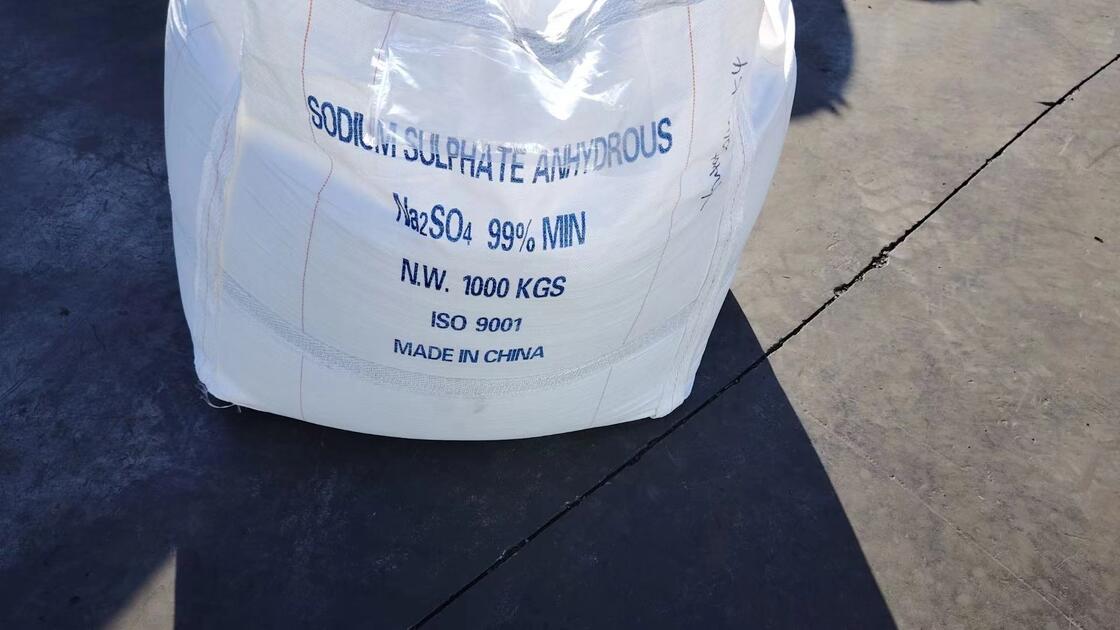 SODIUM SULPHATE ANHYDROUS
Na2SO4 99% MIN
N.W. 1000 KGS
ISO 9001
MADE IN CHINA